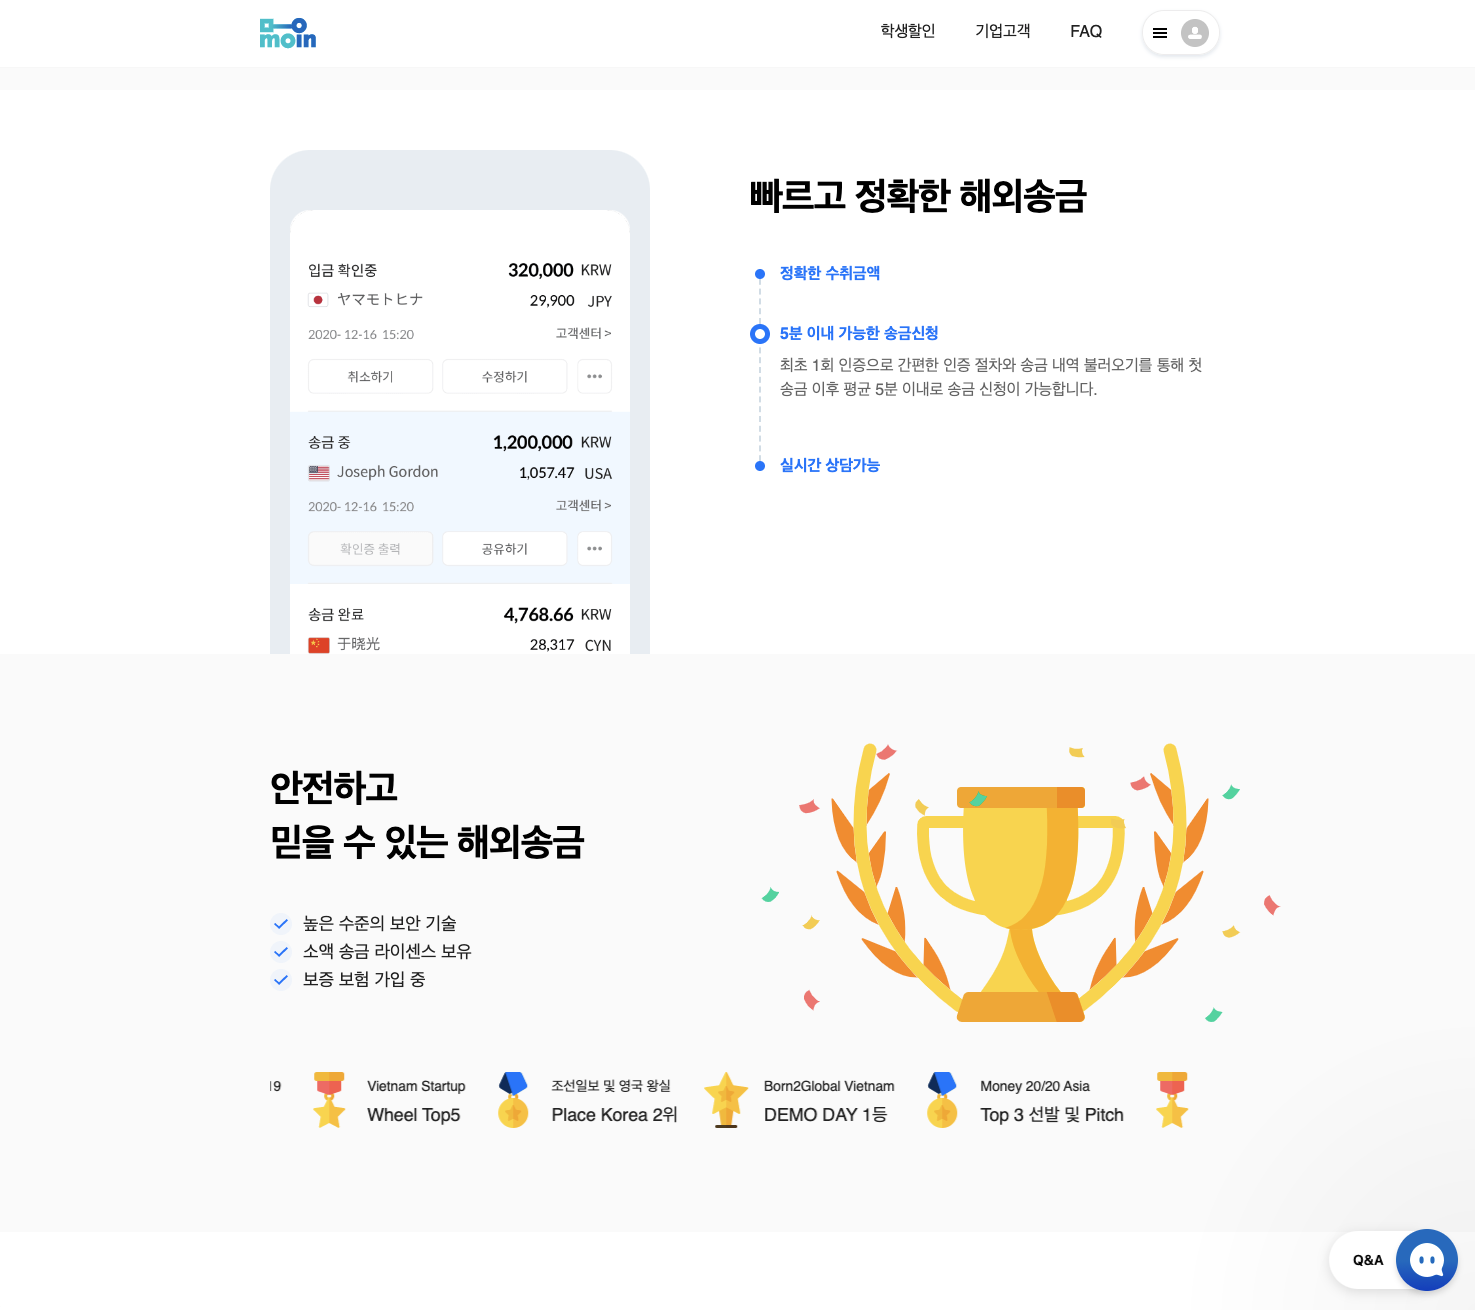 moin
학생할인
기업고객
FAQ
빠르고 정확한 해외송금
정확한 수취금액
5분 이내 가능한 송금신청
최초 1회 인증으로 간편한 인증 절차와 송금 내역 불러오기를 통해 첫
송금 이후 평균 5분 이내로 송금 신청이 가능합니다.
실시간 상담가능
입금 확인중 320,000 KRW
ヤマモトヒナ 29,900 JPY
2020-12-16 15:20 고객센터 >
취소하기 수정하기
송금 중 1,200,000 KRW
Joseph Gordon 1,057.47 USA
2020-12-16 15:20 고객센터 >
확인증 출력 공유하기
송금 완료 4,768.66 KRW
于晓光 28,317 CYN
안전하고
믿을 수 있는 해외송금
높은 수준의 보안 기술
소액 송금 라이센스 보유
보증 보험 가입 중
19
Vietnam Startup
Wheel Top5
조선일보 및 영국 왕실
Place Korea 2위
Born2Global Vietnam
DEMO DAY 1등
Money 20/20 Asia
Top 3 선발 및 Pitch
Q&A